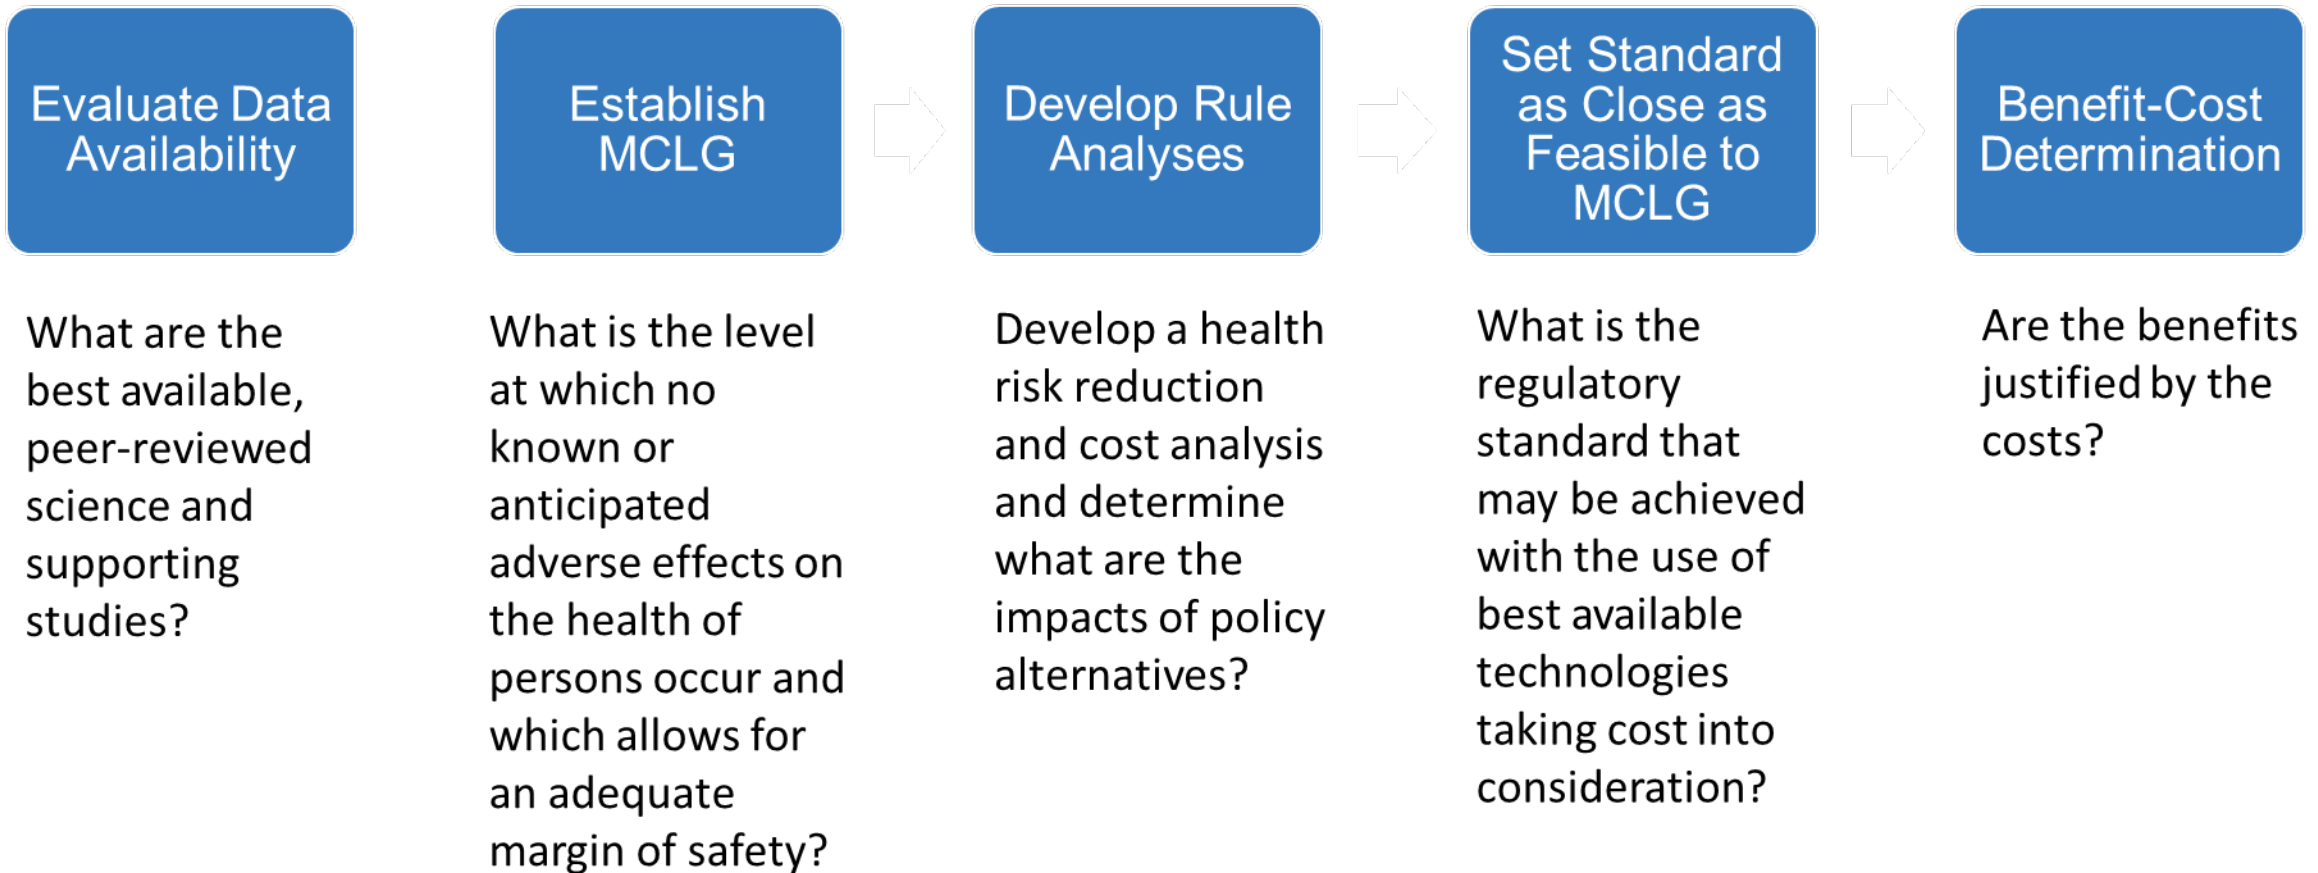 Evaluate Data
Availability
Establish
MCLG
Develop Rule
Analyses
Set Standard
as Close as
Feasible to
MCLG
Benefit-Cost
Determination
What are the
best available,
peer-reviewed
science and
supporting
studies?
What is the level
at which no
known or
anticipated
adverse effects on
the health of
persons occur and
which allows for
an adequate
margin of safety?
Develop a health
risk reduction
and cost analysis
and determine
what are the
impacts of policy
alternatives?
What is the
regulatory
standard that
may be achieved
with the use of
best available
technologies
taking cost into
consideration?
Are the benefits
justified by the
costs?